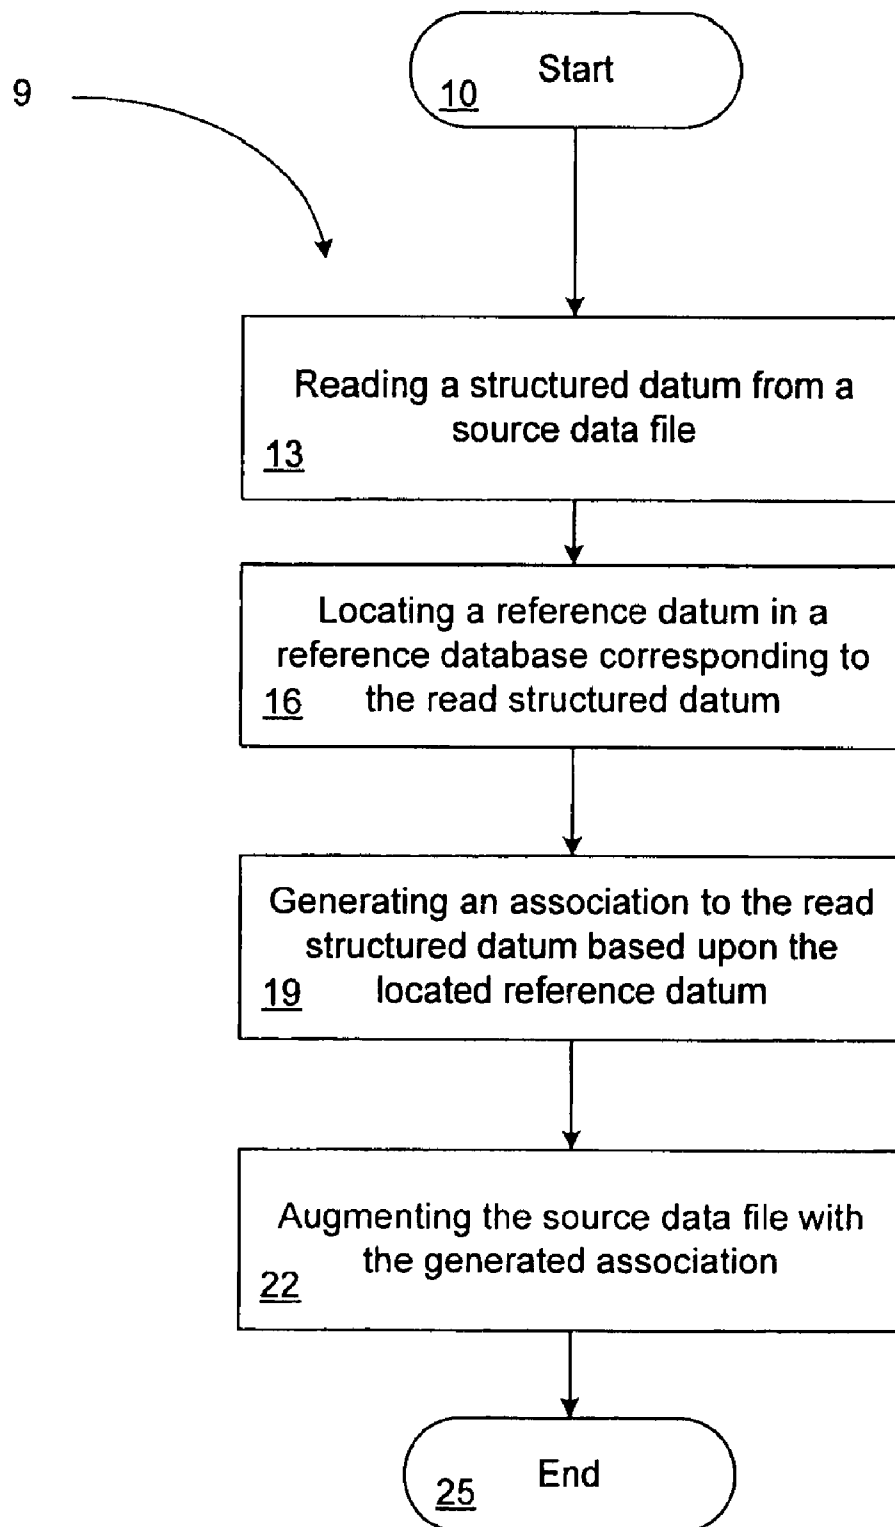 9
Start
10
Reading a structured datum from a
source data file
13
Locating a reference datum in a
reference database corresponding to
the read structured datum
16
Generating an association to the read
structured datum based upon the
located reference datum
19
Augmenting the source data file with
the generated association
22
End
25